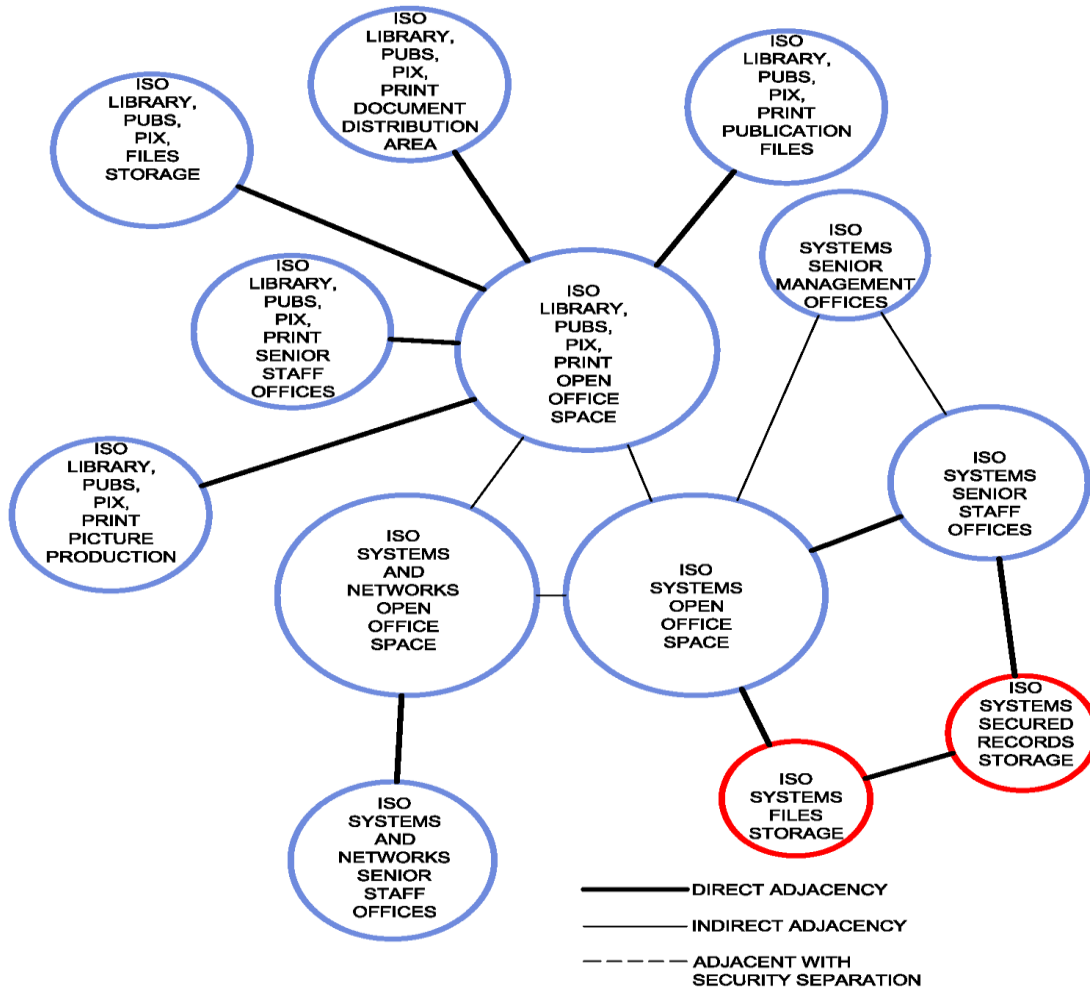 ISO
LIBRARY,
PUBS,
PIX,
PRINT
DOCUMENT
DISTRIBUTION
AREA
ISO
LIBRARY,
PUBS,
PIX,
PRINT
PUBLICATION
FILES
ISO
LIBRARY,
PUBS,
PIX,
FILES
STORAGE
ISO
SYSTEMS
SENIOR
MANAGEMENT
OFFICES
ISO
LIBRARY,
PUBS,
PIX,
PRINT
SENIOR
STAFF
OFFICES
ISO
LIBRARY,
PUBS,
PIX,
PRINT
OPEN
OFFICE
SPACE
ISO
LIBRARY,
PUBS,
PIX,
PRINT
PICTURE
PRODUCTION
ISO
SYSTEMS
SENIOR
STAFF
OFFICES
ISO
SYSTEMS
AND
NETWORKS
OPEN
OFFICE
SPACE
ISO
SYSTEMS
OPEN
OFFICE
SPACE
ISO
SYSTEMS
SECURED
RECORDS
STORAGE
ISO
SYSTEMS
FILES
STORAGE
ISO
SYSTEMS
AND
NETWORKS
SENIOR
STAFF
OFFICES
DIRECT ADJACENCY
INDIRECT ADJACENCY
ADJACENT WITH
SECURITY SEPARATION